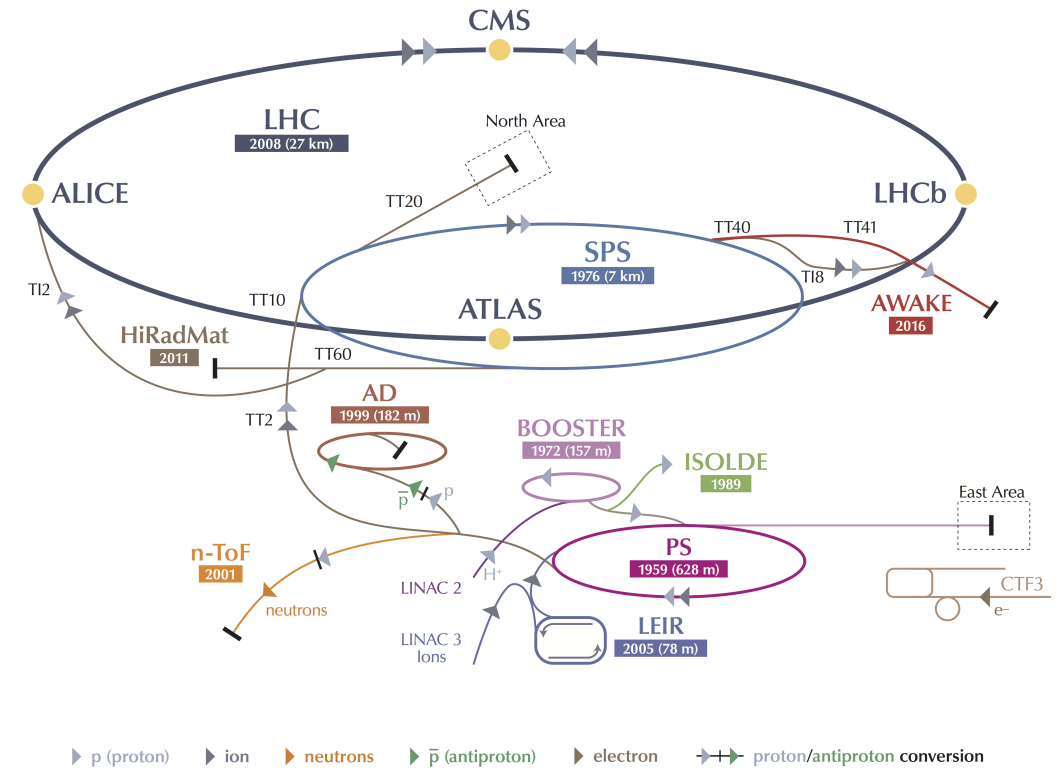 CMS
LHC
2008 (27 km)
North Area
ALICE
LHCb
TT20
TT40
TT41
SPS
1976 (7 km)
TI2
TI8
TT10
ATLAS
AWAKE
2016
HiRadMat
2011
TT60
AD
1999 (182 m)
TT2
BOOSTER
1972 (157 m)
ISOLDE
1989
p̅
p
East Area
n-ToF
2001
PS
1959 (628 m)
H⁺
LINAC 2
neutrons
CTF3
e–
LINAC 3
Ions
LEIR
2005 (78 m)
p (proton)
ion
neutrons
p̅ (antiproton)
electron
proton/antiproton conversion